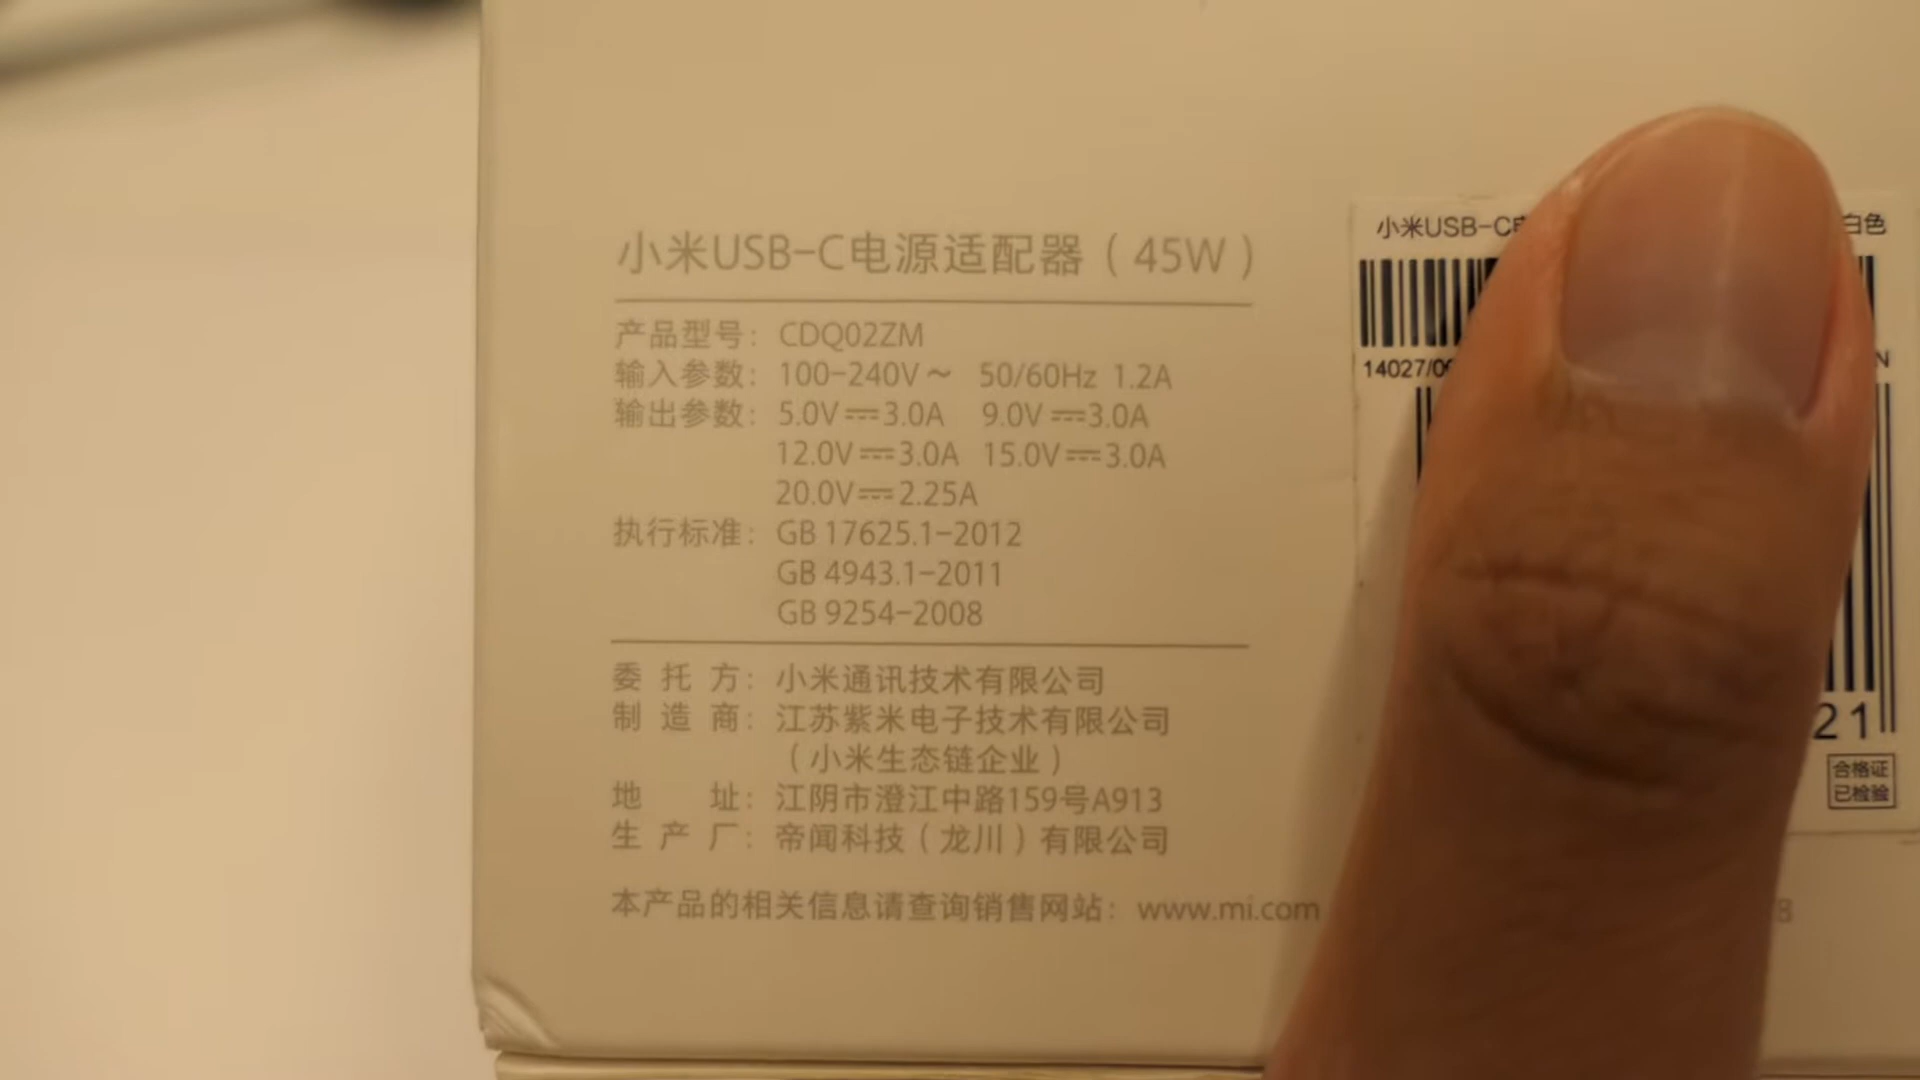 小米USB-C电源适配器（45W）
产品型号：CDQ02ZM
输入参数：100-240V～ 50/60Hz 1.2A
输出参数：5.0V⎓3.0A 9.0V⎓3.0A
12.0V⎓3.0A 15.0V⎓3.0A
20.0V⎓2.25A
执行标准：GB 17625.1-2012
GB 4943.1-2011
GB 9254-2008
委托方：小米通讯技术有限公司
制造商：江苏紫米电子技术有限公司
（小米生态链企业）
地址：江阴市澄江中路159号A913
生产厂：帝闻科技（龙川）有限公司
本产品的相关信息请查询销售网站：www.mi.com
小米USB-C 白色
14027/0 N
21
合格证
已检验